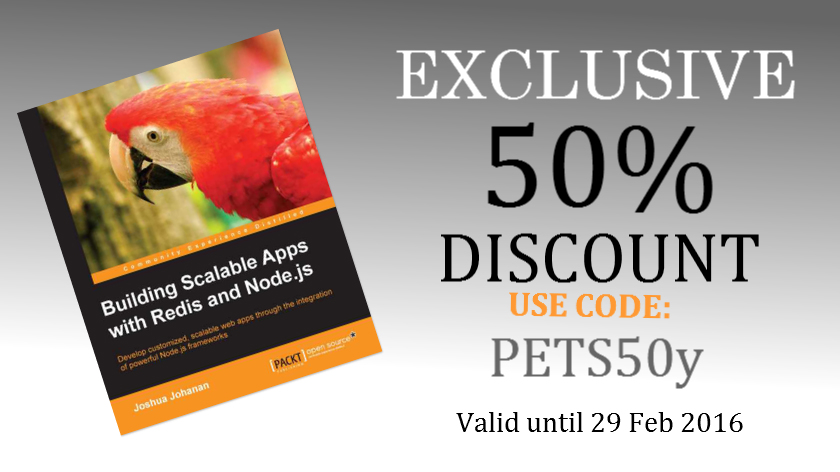 Community Experience Distilled
Building Scalable Apps
with Redis and Node.js
Develop customized, scalable web apps through the integration
of powerful Node.js frameworks
[PACKT] open source*
PUBLISHING
Joshua Johanan
EXCLUSIVE
50%
DISCOUNT
USE CODE:
PETS50y
Valid until 29 Feb 2016